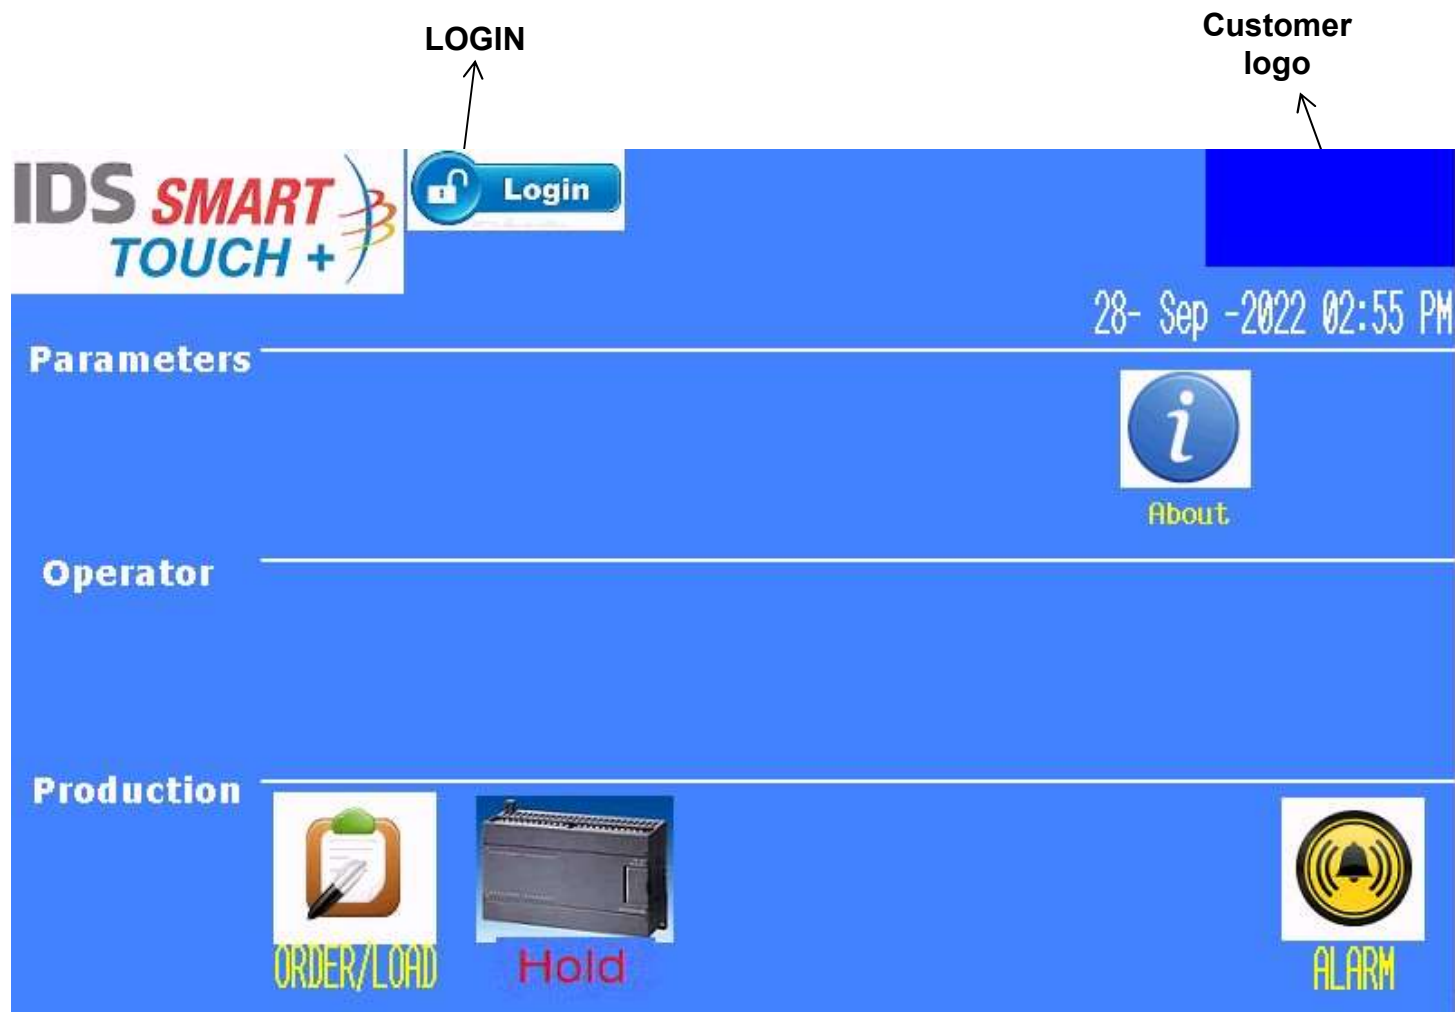 LOGIN
Customer
logo
IDS SMART
TOUCH +
Login
28- Sep -2022 02:55 PM
Parameters
i
About
Operator
Production
ORDER/LOAD
Hold
ALARM